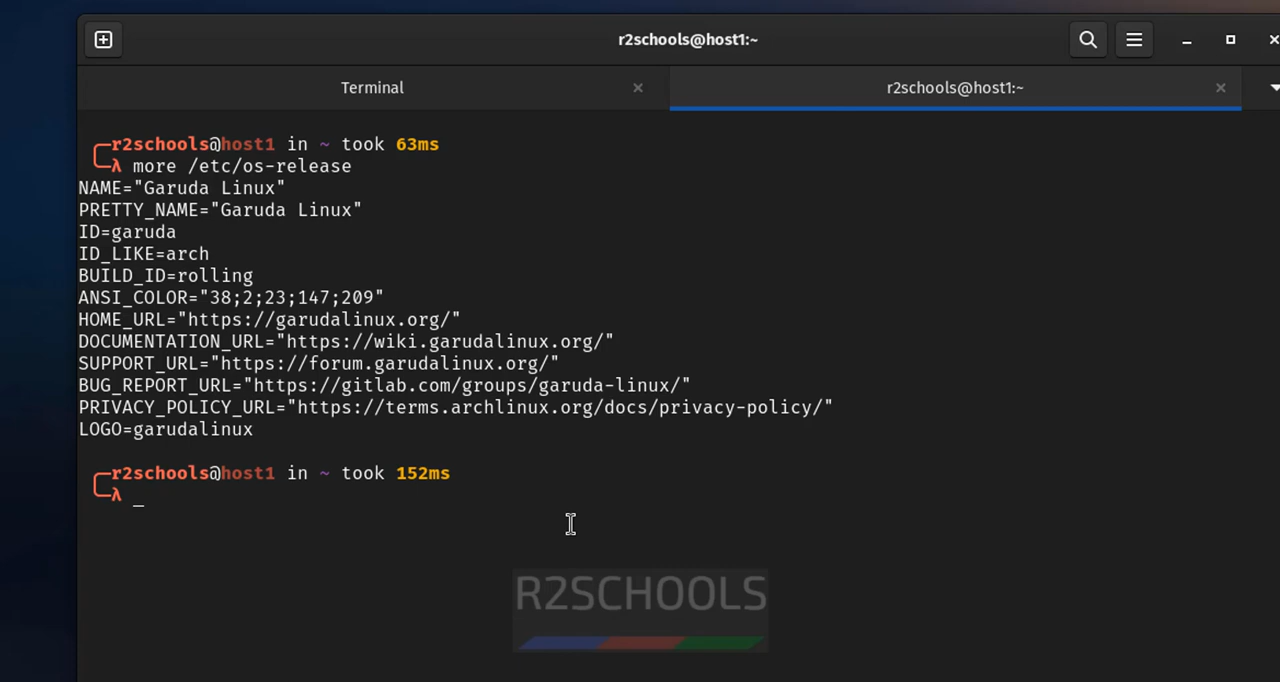 r2schools@host1:~
Terminal
r2schools@host1:~
r2schools@host1 in ~ took 63ms
λ more /etc/os-release
NAME="Garuda Linux"
PRETTY_NAME="Garuda Linux"
ID=garuda
ID_LIKE=arch
BUILD_ID=rolling
ANSI_COLOR="38;2;23;147;209"
HOME_URL="https://garudalinux.org/"
DOCUMENTATION_URL="https://wiki.garudalinux.org/"
SUPPORT_URL="https://forum.garudalinux.org/"
BUG_REPORT_URL="https://gitlab.com/groups/garuda-linux/"
PRIVACY_POLICY_URL="https://terms.archlinux.org/docs/privacy-policy/"
LOGO=garudalinux
r2schools@host1 in ~ took 152ms
λ _
R2SCHOOLS